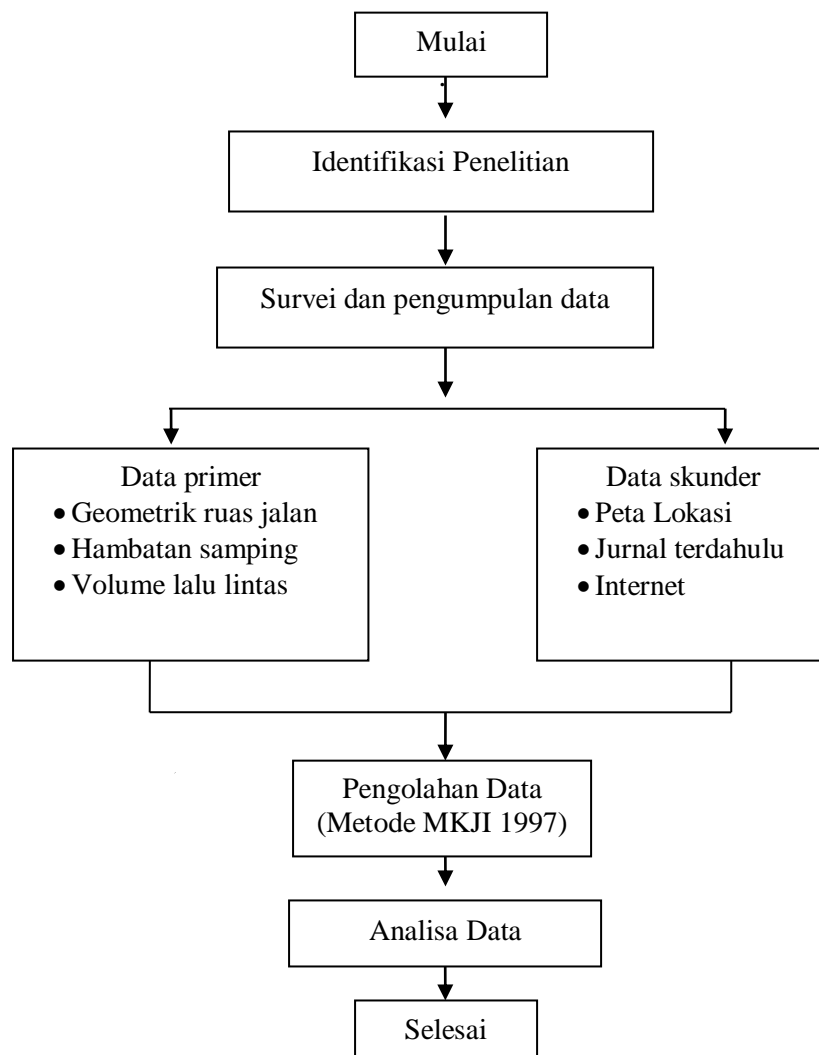 Mulai
Identifikasi Penelitian
Survei dan pengumpulan data
Data primer
• Geometrik ruas jalan
• Hambatan samping
• Volume lalu lintas
Data skunder
• Peta Lokasi
• Jurnal terdahulu
• Internet
Pengolahan Data
(Metode MKJI 1997)
Analisa Data
Selesai